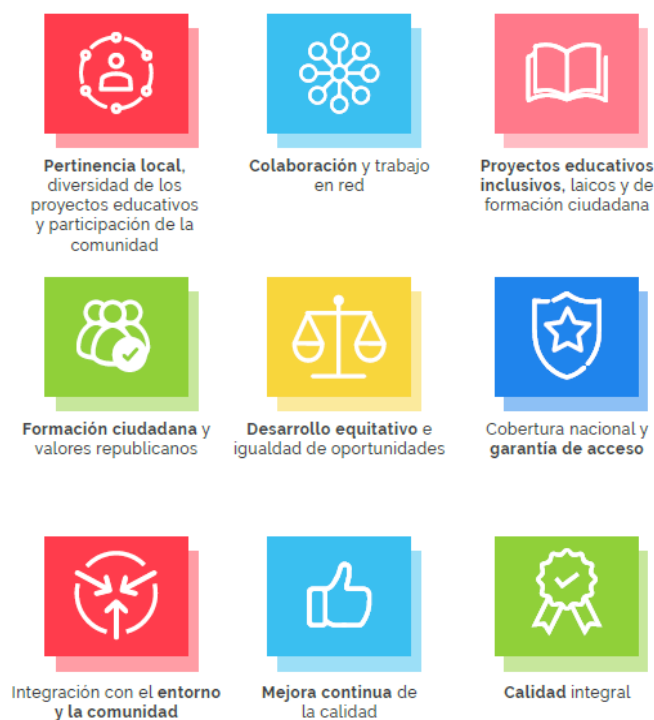 Pertinencia local,
diversidad de los
proyectos educativos
y participación de la
comunidad
Colaboración y trabajo
en red
Proyectos educativos
inclusivos, laicos y de
formación ciudadana
Formación ciudadana y
valores republicanos
Desarrollo equitativo e
igualdad de oportunidades
Cobertura nacional y
garantía de acceso
Integración con el entorno
y la comunidad
Mejora continua de
la calidad
Calidad integral